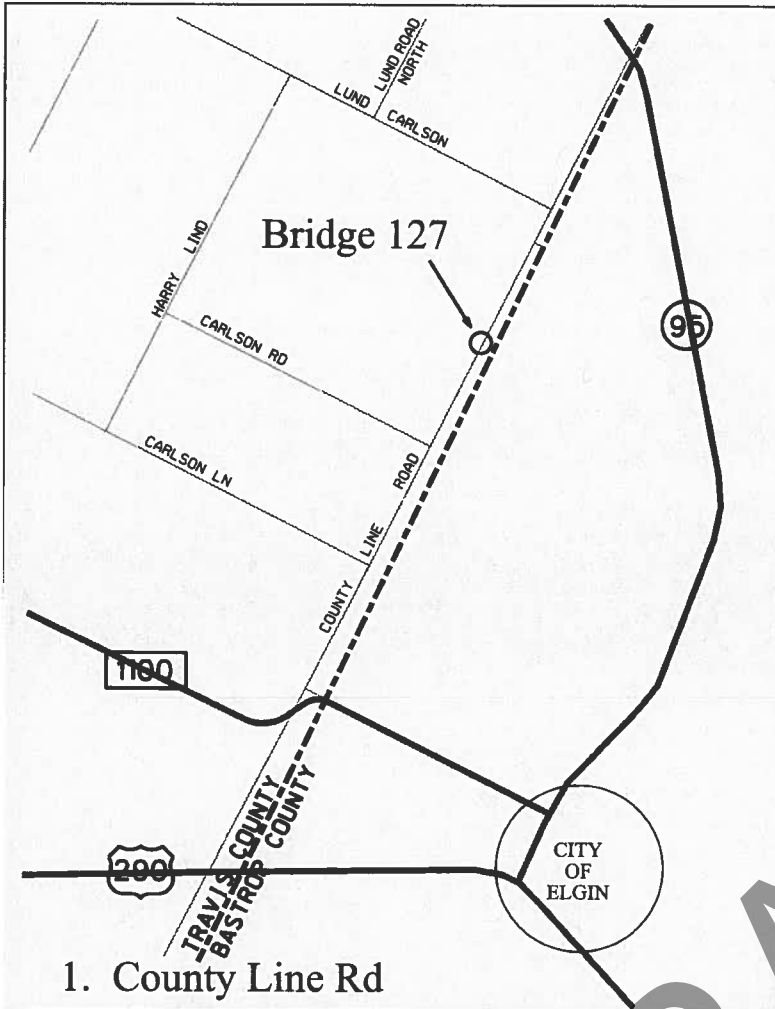 LUND ROAD
NORTH
LUND CARLSON
Bridge 127
HARRY LIND
95
CARLSON RD
CARLSON LN
COUNTY LINE ROAD
1100
TRAVIS COUNTY
BASTROP COUNTY
290
CITY
OF
ELGIN
1. County Line Rd